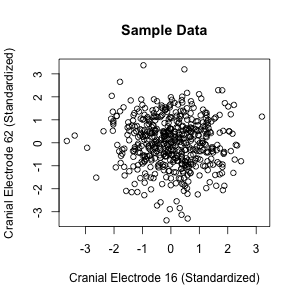 Sample Data
Cranial Electrode 62 (Standardized)
3
2
1
0
-1
-2
-3
-3 -2 -1 0 1 2 3
Cranial Electrode 16 (Standardized)